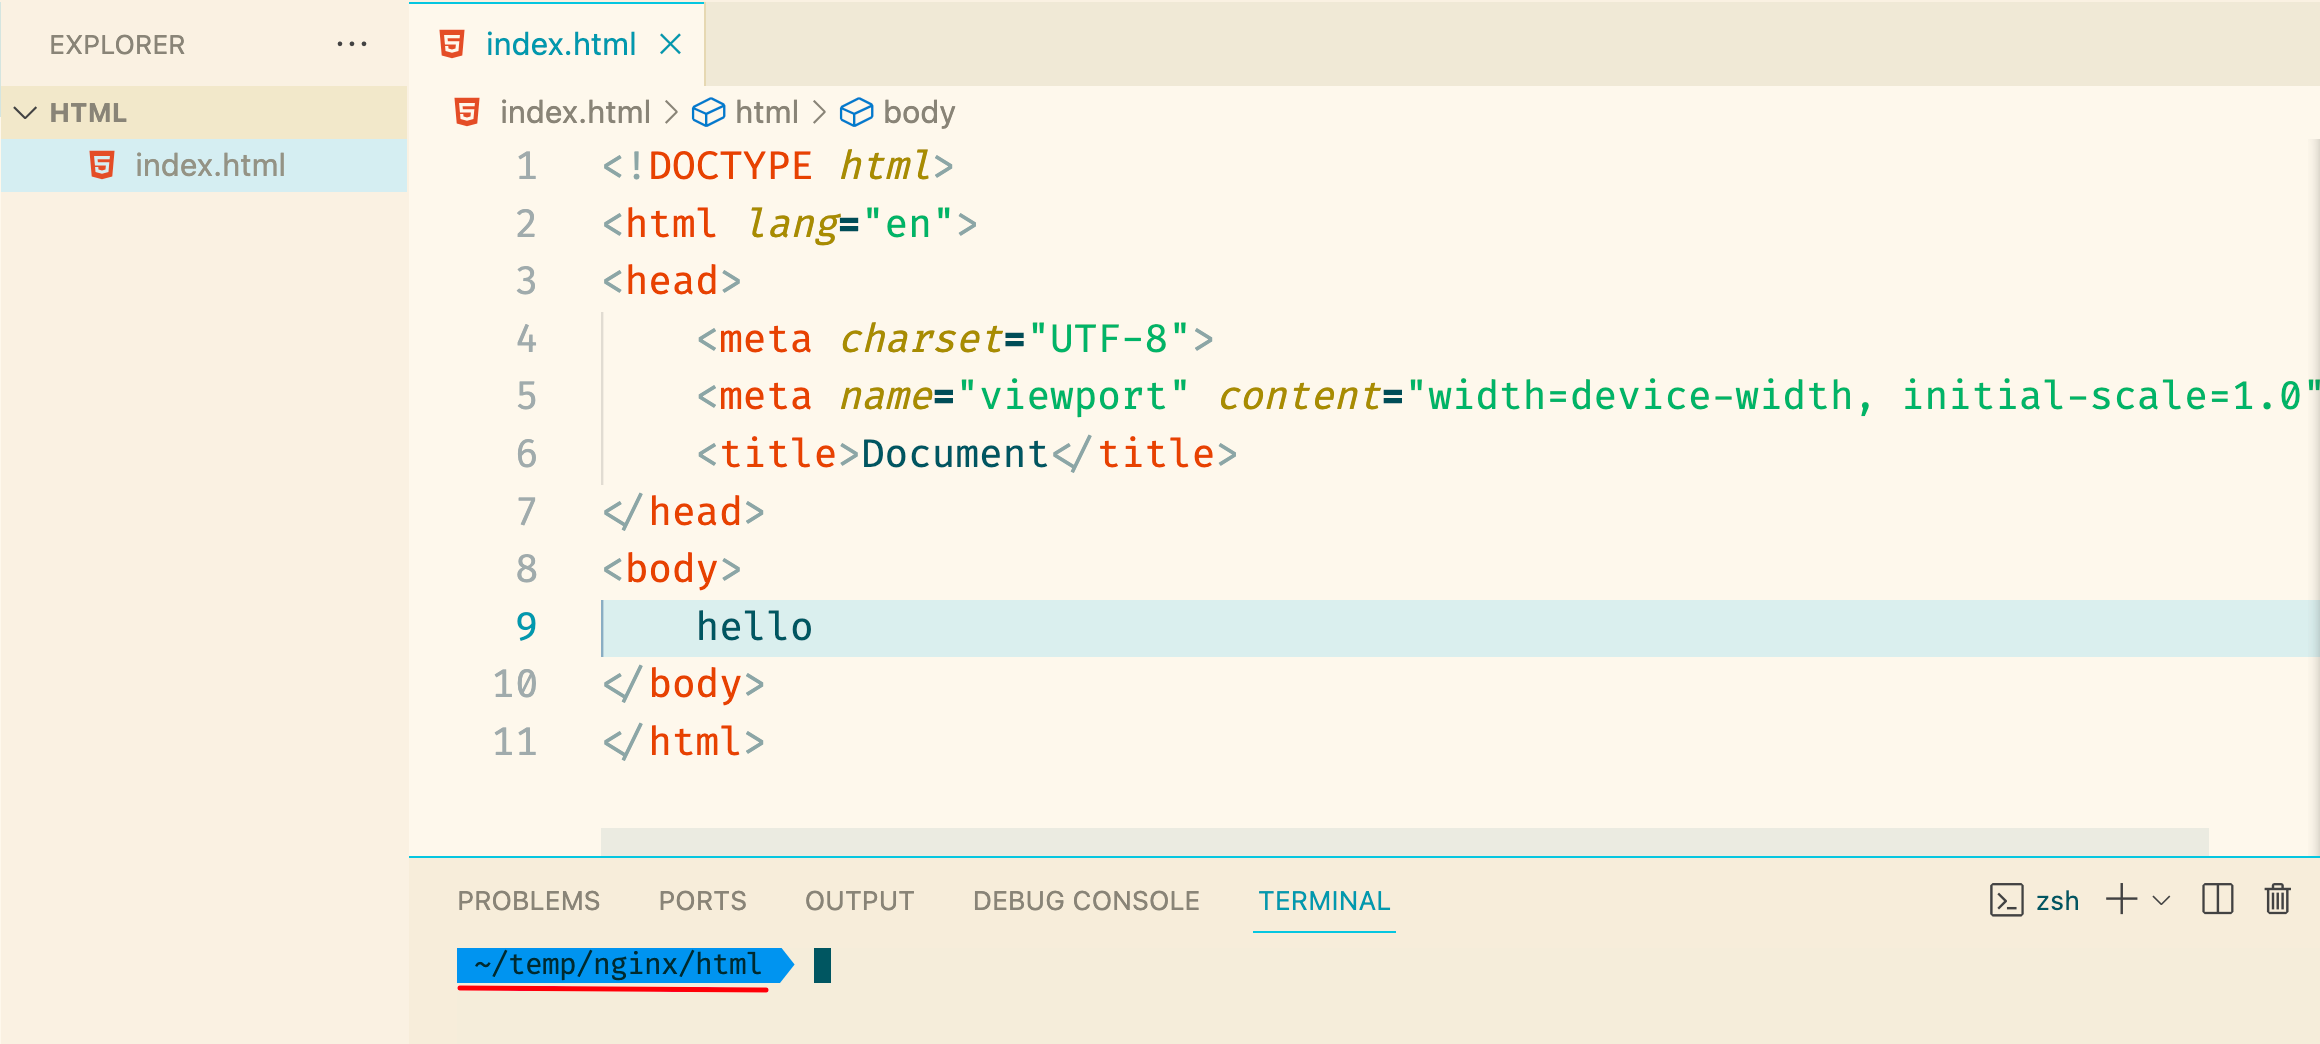 EXPLORER ...
HTML
index.html
index.html
index.html > html > body
1 <!DOCTYPE html>
2 <html lang="en">
3 <head>
4 <meta charset="UTF-8">
5 <meta name="viewport" content="width=device-width, initial-scale=1.0"
6 <title>Document</title>
7 </head>
8 <body>
9 hello
10 </body>
11 </html>
PROBLEMS PORTS OUTPUT DEBUG CONSOLE TERMINAL zsh
~/temp/nginx/html